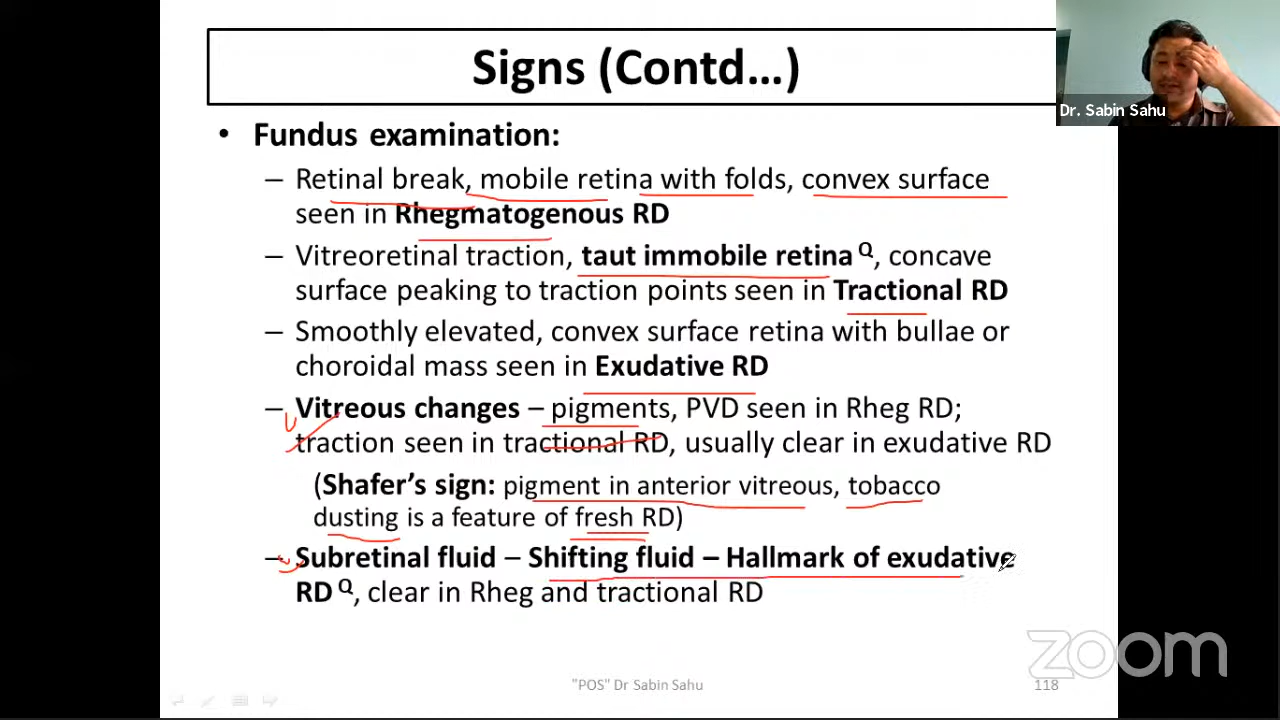 Signs (Contd…)
Dr. Sabin Sahu
• Fundus examination:
– Retinal break, mobile retina with folds, convex surface
seen in Rhegmatogenous RD
– Vitreoretinal traction, taut immobile retina Q, concave
surface peaking to traction points seen in Tractional RD
– Smoothly elevated, convex surface retina with bullae or
choroidal mass seen in Exudative RD
– Vitreous changes – pigments, PVD seen in Rheg RD;
traction seen in tractional RD, usually clear in exudative RD
(Shafer’s sign: pigment in anterior vitreous, tobacco
dusting is a feature of fresh RD)
– Subretinal fluid – Shifting fluid – Hallmark of exudative
RD Q, clear in Rheg and tractional RD
zoom
"POS" Dr Sabin Sahu
118